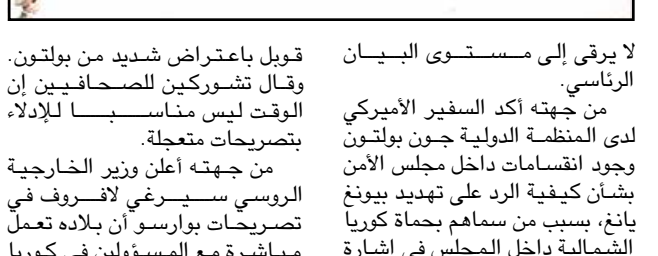 لا يرقى إلى مستوى البيان
الرئاسي.
من جهته أكد السفير الأميركي
لدى المنظمة الدولية جون بولتون
وجود انقسامات داخل مجلس الأمن
بشأن كيفية الرد على تهديد بيونغ
يانغ، بسبب من سماهم بحماة كوريا
الشمالية داخل المجلس في اشارة
قوبل باعتراض شديد من بولتون.
وقال تشوركين للصحافيين إن
الوقت ليس مناسبا للإدلاء
بتصريحات متعجلة.
من جهته أعلن وزير الخارجية
الروسي سيرغي لافروف في
تصريحات بوارسو أن بلاده تعمل
مباشرة مع المسؤولين في كوريا